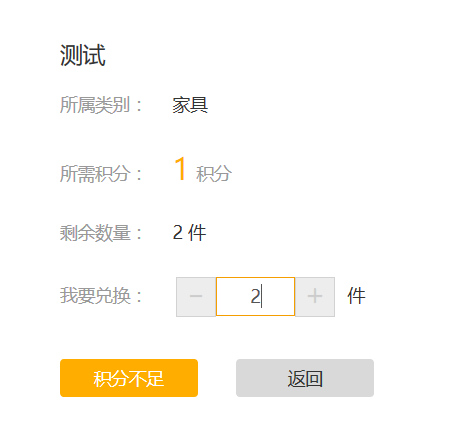 测试
所属类别： 家具
所需积分： 1 积分
剩余数量： 2 件
我要兑换： － 2 + 件
积分不足 返回